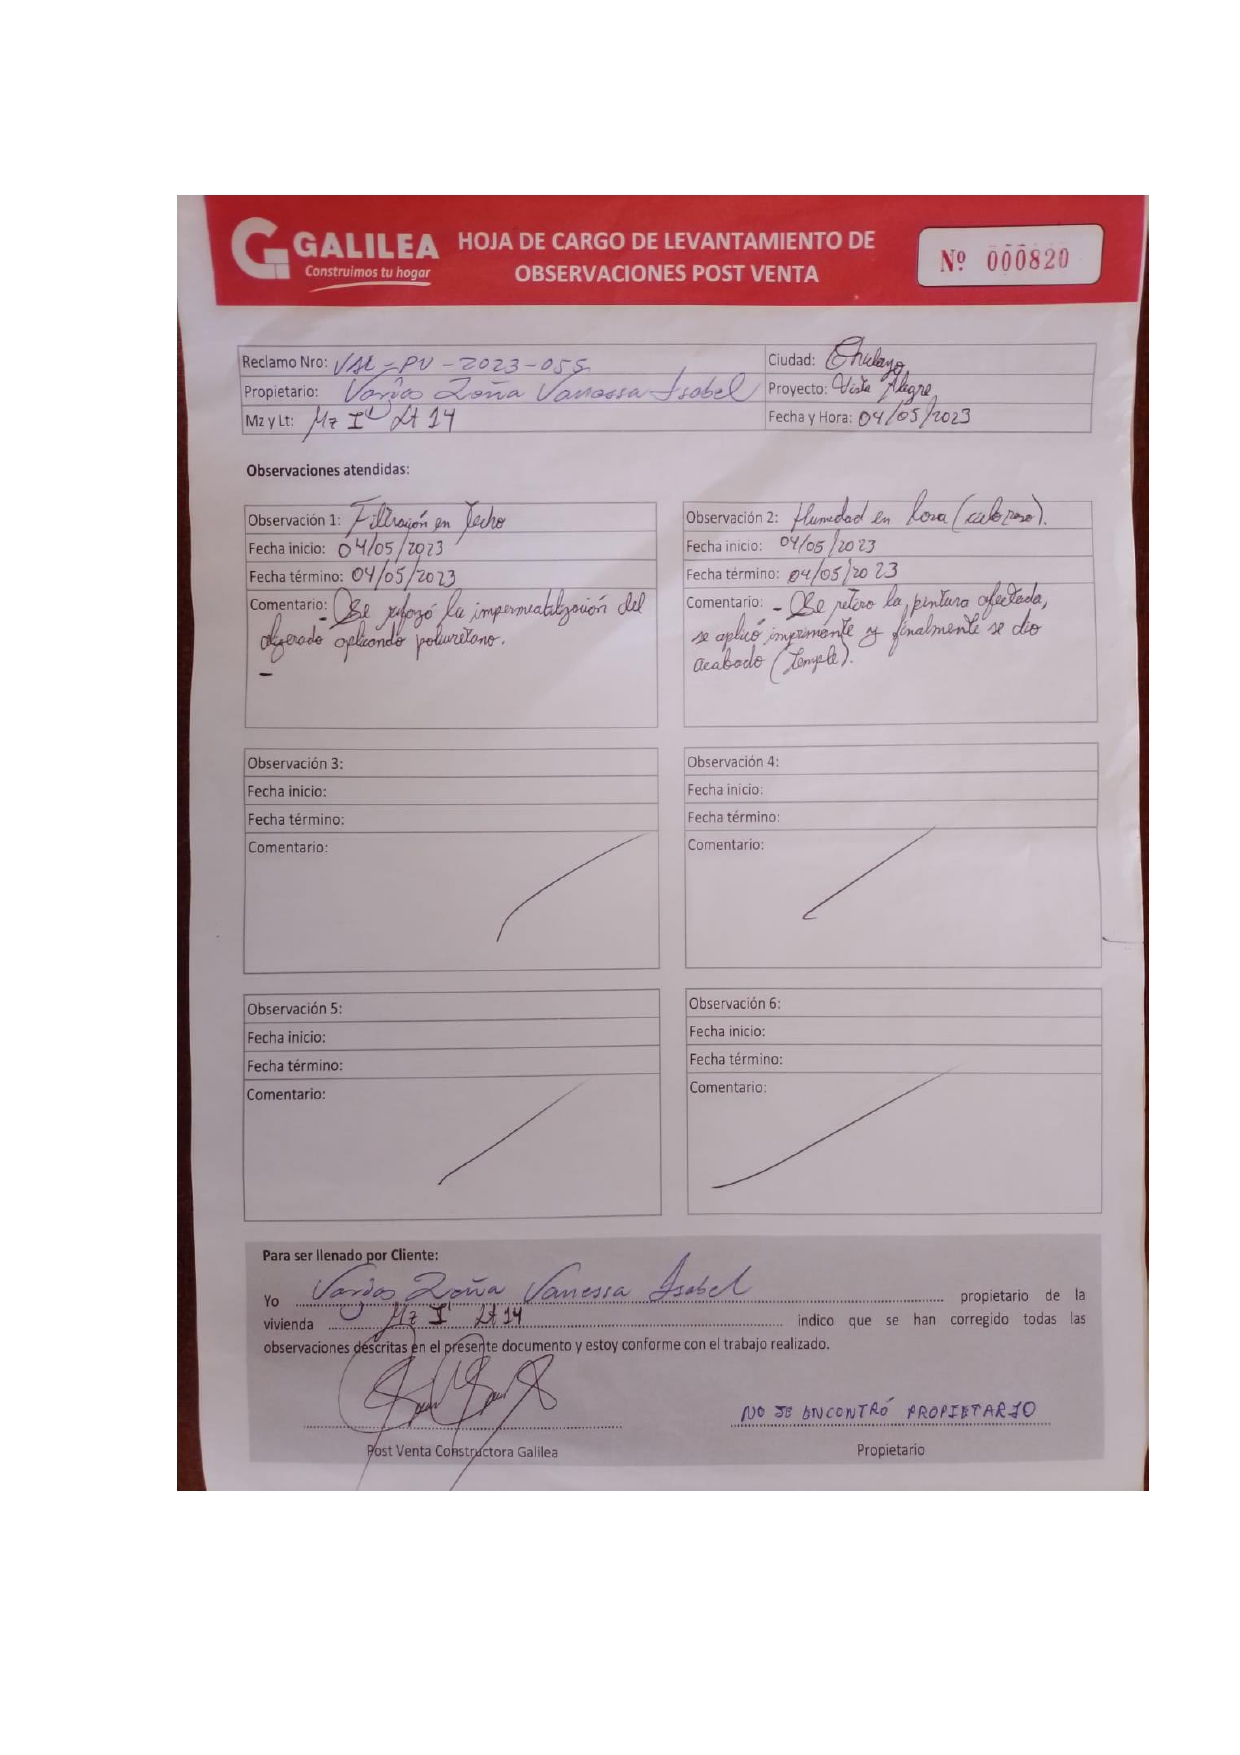 GALILEA
Construimos tu hogar
HOJA DE CARGO DE LEVANTAMIENTO DE
OBSERVACIONES POST VENTA
Nº 000820
Reclamo Nro: VAL-PV-2023-055
Ciudad: Chiclayo
Propietario: Zoña Vanessa Isabel
Proyecto: Vista Alegre
Mz y Lt: Mz I' Lt 14
Fecha y Hora: 04/05/2023
Observaciones atendidas:
Observación 1: Filtración en Techo
Fecha inicio: 04/05/2023
Fecha término: 04/05/2023
Comentario: - Se reforzó la impermeabilización del
aligerado aplicando poliuretano.
-
Observación 2: Humedad en losa (cielo raso).
Fecha inicio: 04/05/2023
Fecha término: 04/05/2023
Comentario: - Se retiro la pintura afectada,
se aplicó imprimante y finalmente se dio
acabado (temple).
Observación 3:
Fecha inicio:
Fecha término:
Comentario:
Observación 4:
Fecha inicio:
Fecha término:
Comentario:
Observación 5:
Fecha inicio:
Fecha término:
Comentario:
Observación 6:
Fecha inicio:
Fecha término:
Comentario:
Para ser llenado por Cliente:
Yo Zoña Vanessa Isabel propietario de la
vivienda Mz I' Lt 14 indico que se han corregido todas las
observaciones descritas en el presente documento y estoy conforme con el trabajo realizado.
NO SE ENCONTRÓ PROPIETARIO
Post Venta Constructora Galilea
Propietario